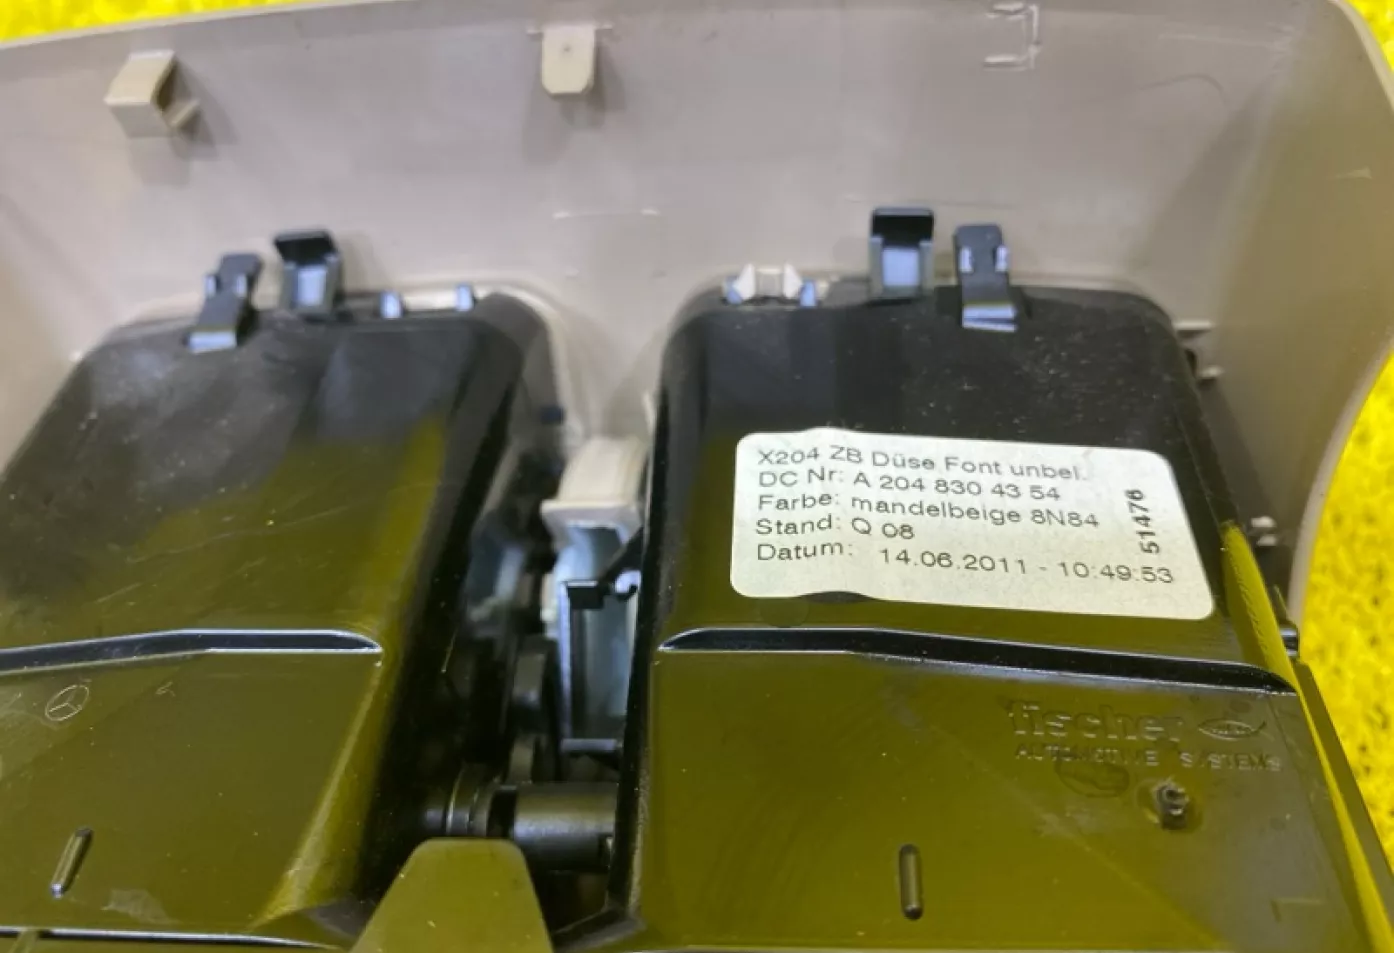 X204 ZB Düse Font unbel.
DC Nr: A 204 830 43 54
Farbe: mandelbeige 8N84
Stand: Q 08
Datum: 14.06.2011 - 10:49:53
51476
fischer
AUTOMOTIVE SYSTEMS